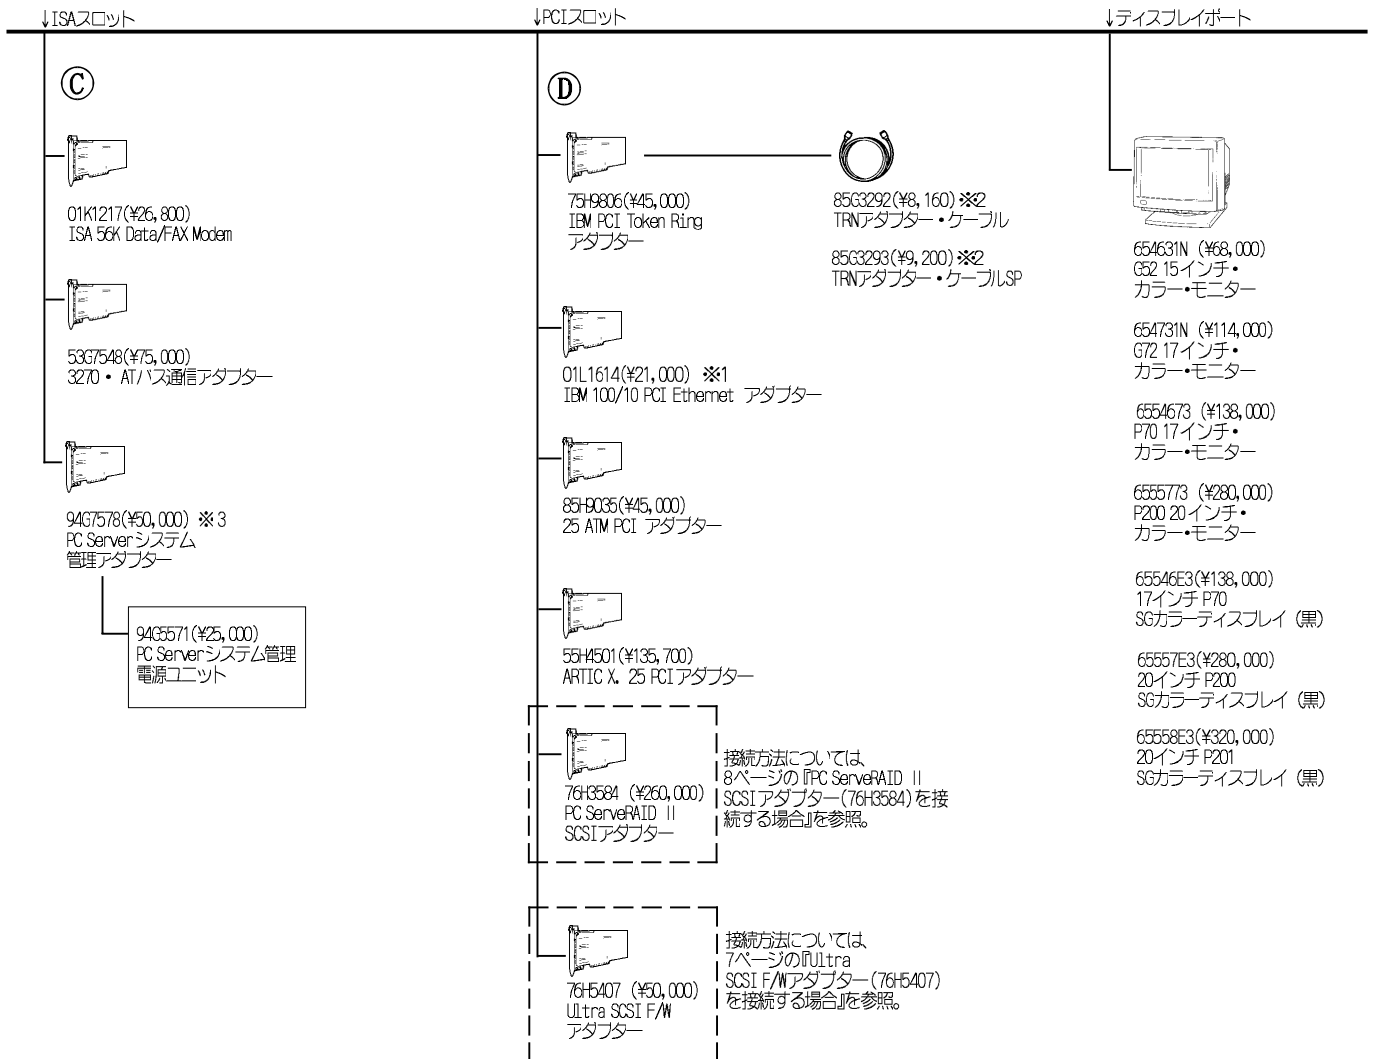 ↓ISAスロット
Ⓒ
01K1217(¥26,800)
ISA 56K Data/FAX Modem
53G7548(¥75,000)
3270・ATバス通信アダプター
94G7578(¥50,000) ※3
PC Serverシステム
管理アダプター
94G5571(¥25,000)
PC Serverシステム管理
電源ユニット
↓PCIスロット
Ⓓ
75H9806(¥45,000)
IBM PCI Token Ring
アダプター
85G3292(¥8,160)※2
TRNアダプター・ケーブル
85G3293(¥9,200)※2
TRNアダプター・ケーブルSP
01L1614(¥21,000) ※1
IBM 100/10 PCI Ethernet アダプター
85H9035(¥45,000)
25 ATM PCI アダプター
55H4501(¥135,700)
ARTIC X.25 PCIアダプター
76H3584 (¥260,000)
PC ServeRAID II
SCSIアダプター
接続方法については、
8ページの『PC ServeRAID II
SCSIアダプター(76H3584)を接
続する場合』を参照。
76H5407 (¥50,000)
Ultra SCSI F/W
アダプター
接続方法については、
7ページの『Ultra
SCSI F/Wアダプター(76H5407)
を接続する場合』を参照。
↓ディスプレイポート
654631N (¥68,000)
G52 15インチ・
カラー・モニター
654731N (¥114,000)
G72 17インチ・
カラー・モニター
6554673 (¥138,000)
P70 17インチ・
カラー・モニター
6555773 (¥280,000)
P200 20インチ・
カラー・モニター
65546E3(¥138,000)
17インチ P70
SGカラーディスプレイ (黒)
65557E3(¥280,000)
20インチ P200
SGカラーディスプレイ (黒)
65558E3(¥320,000)
20インチ P201
SGカラーディスプレイ (黒)